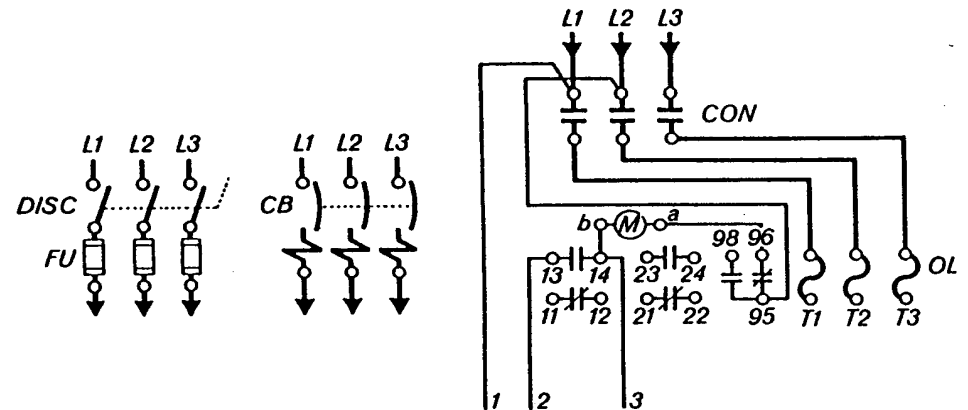 L1 L2 L3
DISC
FU
L1 L2 L3
CB
L1 L2 L3
CON
b M a
13 14 23 24 98 96
11 12 21 22 95
OL
T1 T2 T3
1 2 3